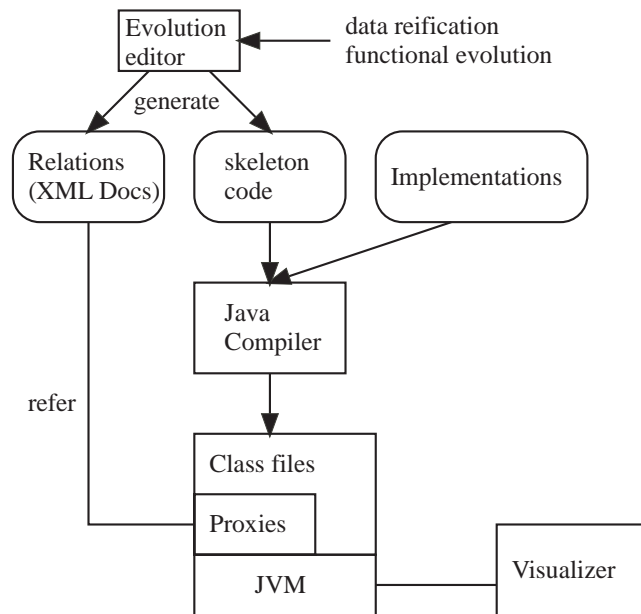 Evolution
editor
data reification
functional evolution
generate
Relations
(XML Docs)
skeleton
code
Implementations
Java
Compiler
refer
Class files
Proxies
JVM
Visualizer